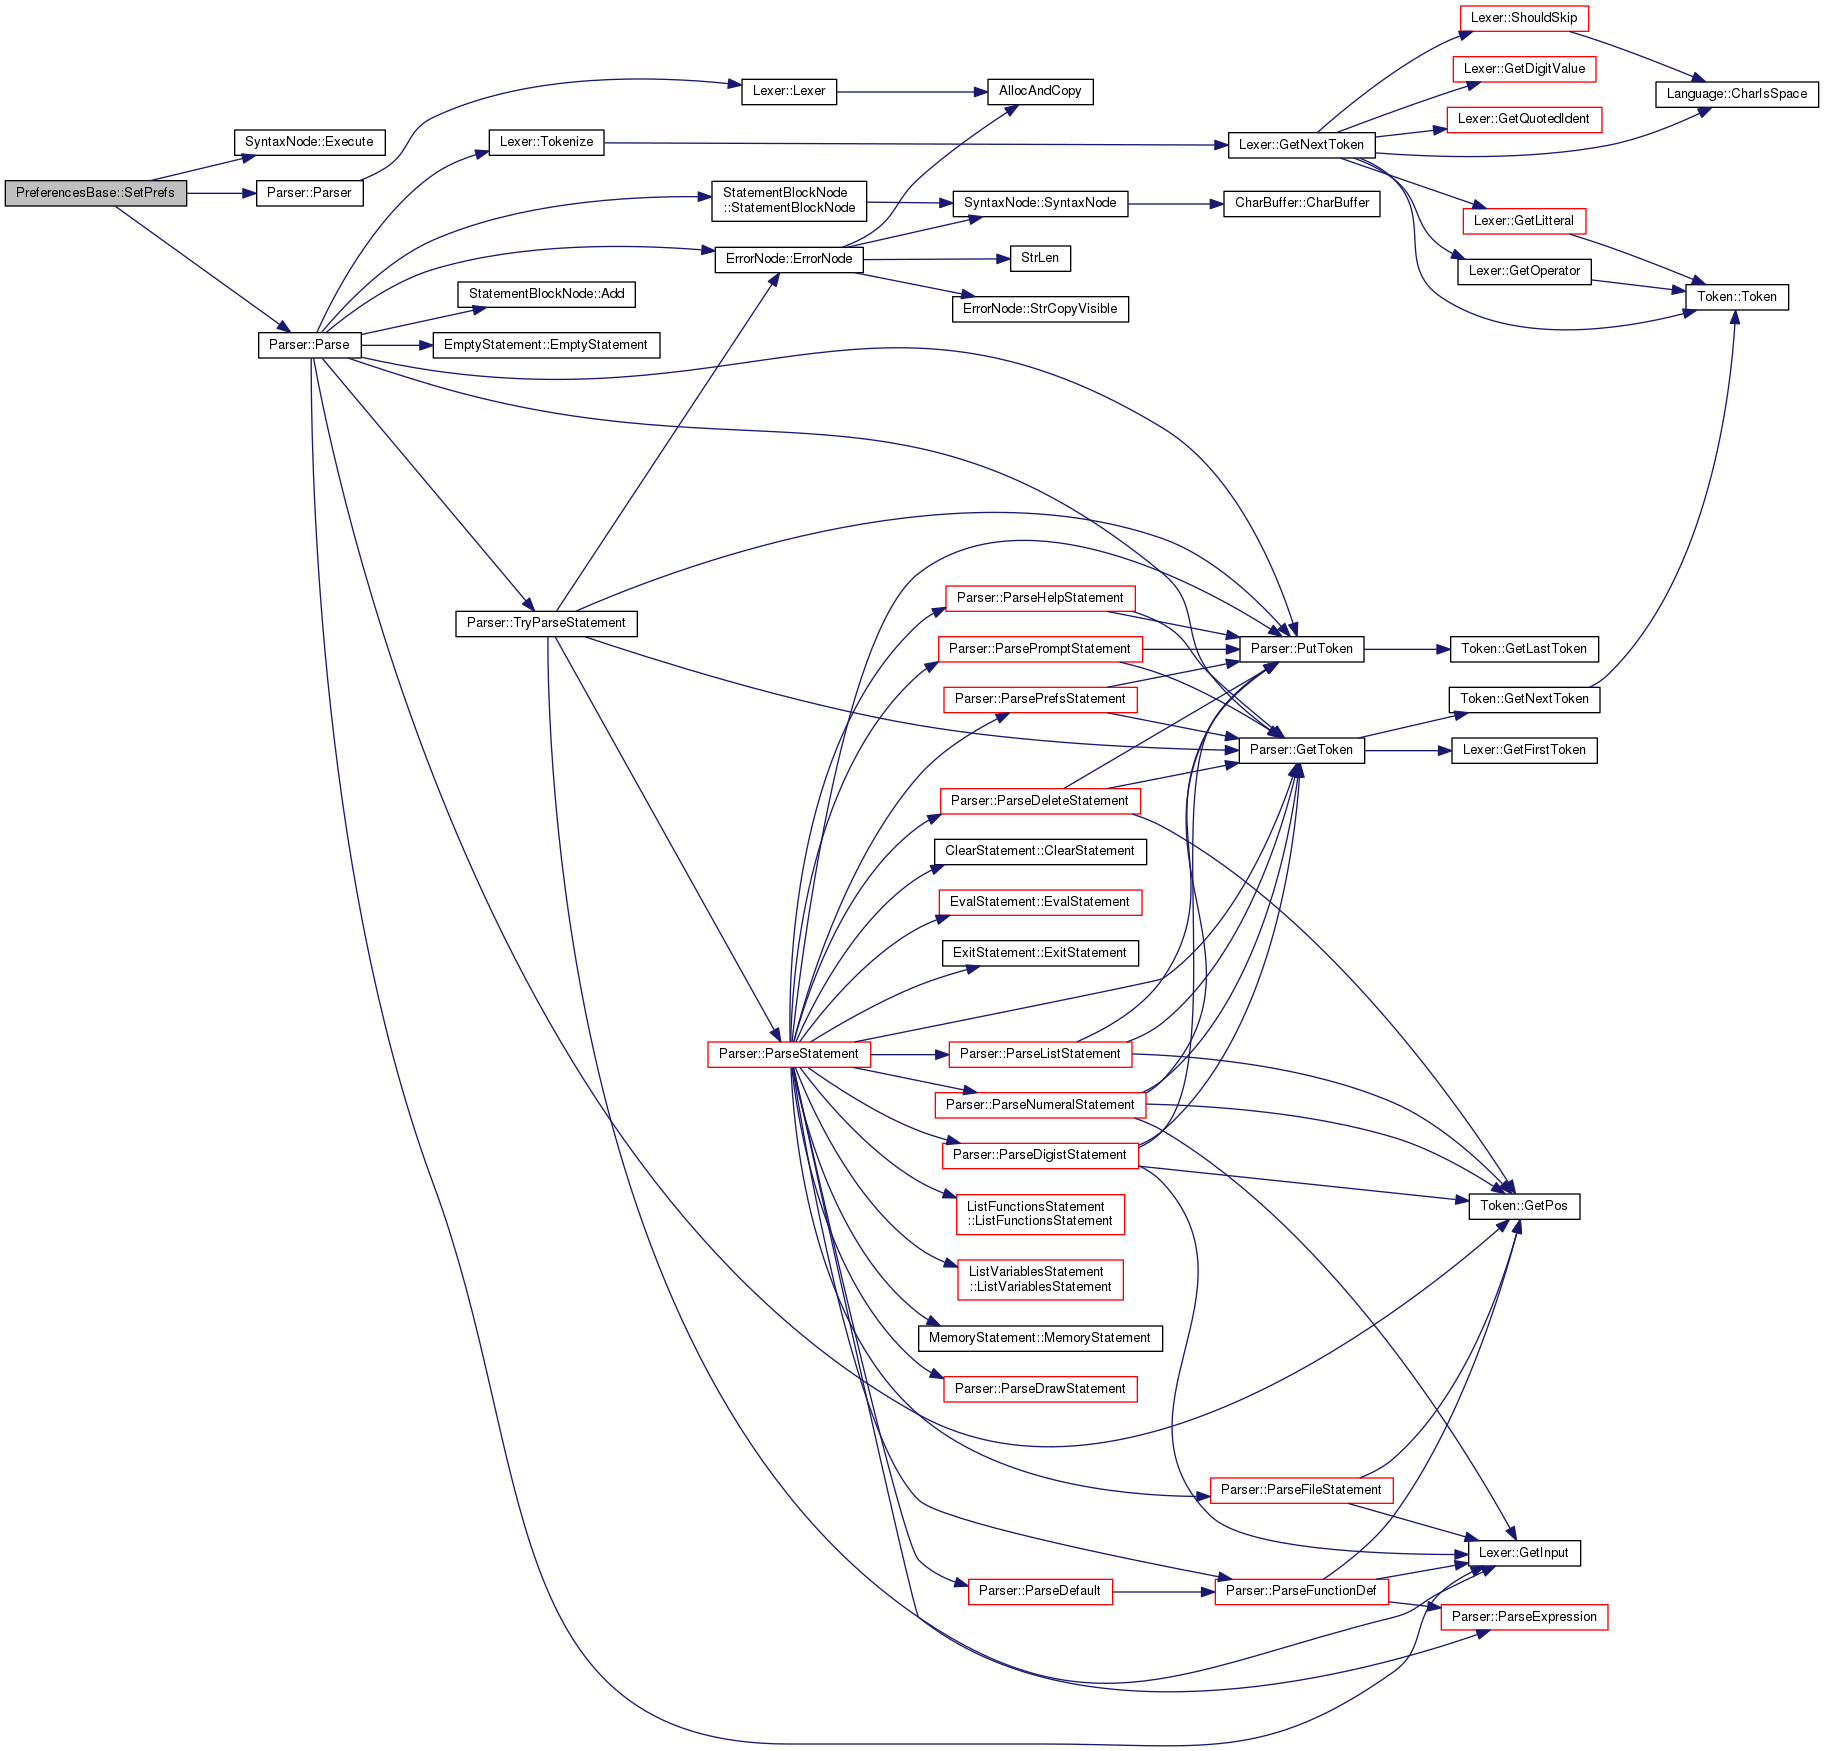 Lexer::ShouldSkip
Lexer::GetDigitValue
Lexer::Lexer
AllocAndCopy
Language::CharIsSpace
Lexer::GetQuotedIdent
SyntaxNode::Execute
Lexer::Tokenize
Lexer::GetNextToken
PreferencesBase::SetPrefs
Parser::Parser
StatementBlockNode
::StatementBlockNode
SyntaxNode::SyntaxNode
CharBuffer::CharBuffer
Lexer::GetLitteral
ErrorNode::ErrorNode
StrLen
Lexer::GetOperator
StatementBlockNode::Add
Token::Token
ErrorNode::StrCopyVisible
Parser::Parse
EmptyStatement::EmptyStatement
Parser::ParseHelpStatement
Parser::TryParseStatement
Parser::ParsePromptStatement
Parser::PutToken
Token::GetLastToken
Parser::ParsePrefsStatement
Token::GetNextToken
Parser::GetToken
Lexer::GetFirstToken
Parser::ParseDeleteStatement
ClearStatement::ClearStatement
EvalStatement::EvalStatement
ExitStatement::ExitStatement
Parser::ParseStatement
Parser::ParseListStatement
Parser::ParseNumeralStatement
Parser::ParseDigistStatement
ListFunctionsStatement
::ListFunctionsStatement
Token::GetPos
ListVariablesStatement
::ListVariablesStatement
MemoryStatement::MemoryStatement
Parser::ParseDrawStatement
Parser::ParseFileStatement
Lexer::GetInput
Parser::ParseDefault
Parser::ParseFunctionDef
Parser::ParseExpression